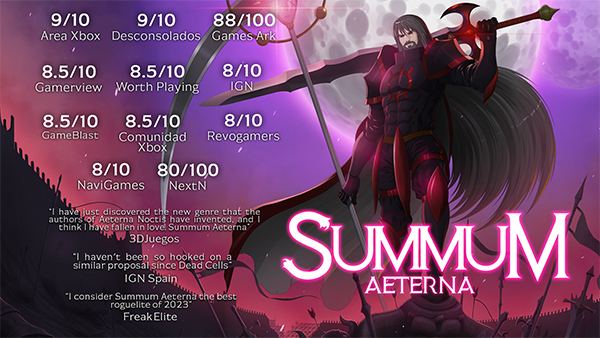 9/10 9/10 88/100
Area Xbox Desconsolados Games Ark
8.5/10 8.5/10 8/10
Gamerview Worth Playing IGN
8.5/10 8.5/10 8/10
GameBlast Comunidad Xbox Revogamers
8/10 80/100
NaviGames NextN
"I have just discovered the new genre that the
authors of Aeterna Noctis have invented, and I
think I have fallen in love: Summum Aeterna"
3DJuegos
"I haven't been so hooked on a
similar proposal since Dead Cells"
IGN Spain
"I consider Summum Aeterna the best
roguelite of 2023"
FreakElite
SUMMUM
AETERNA